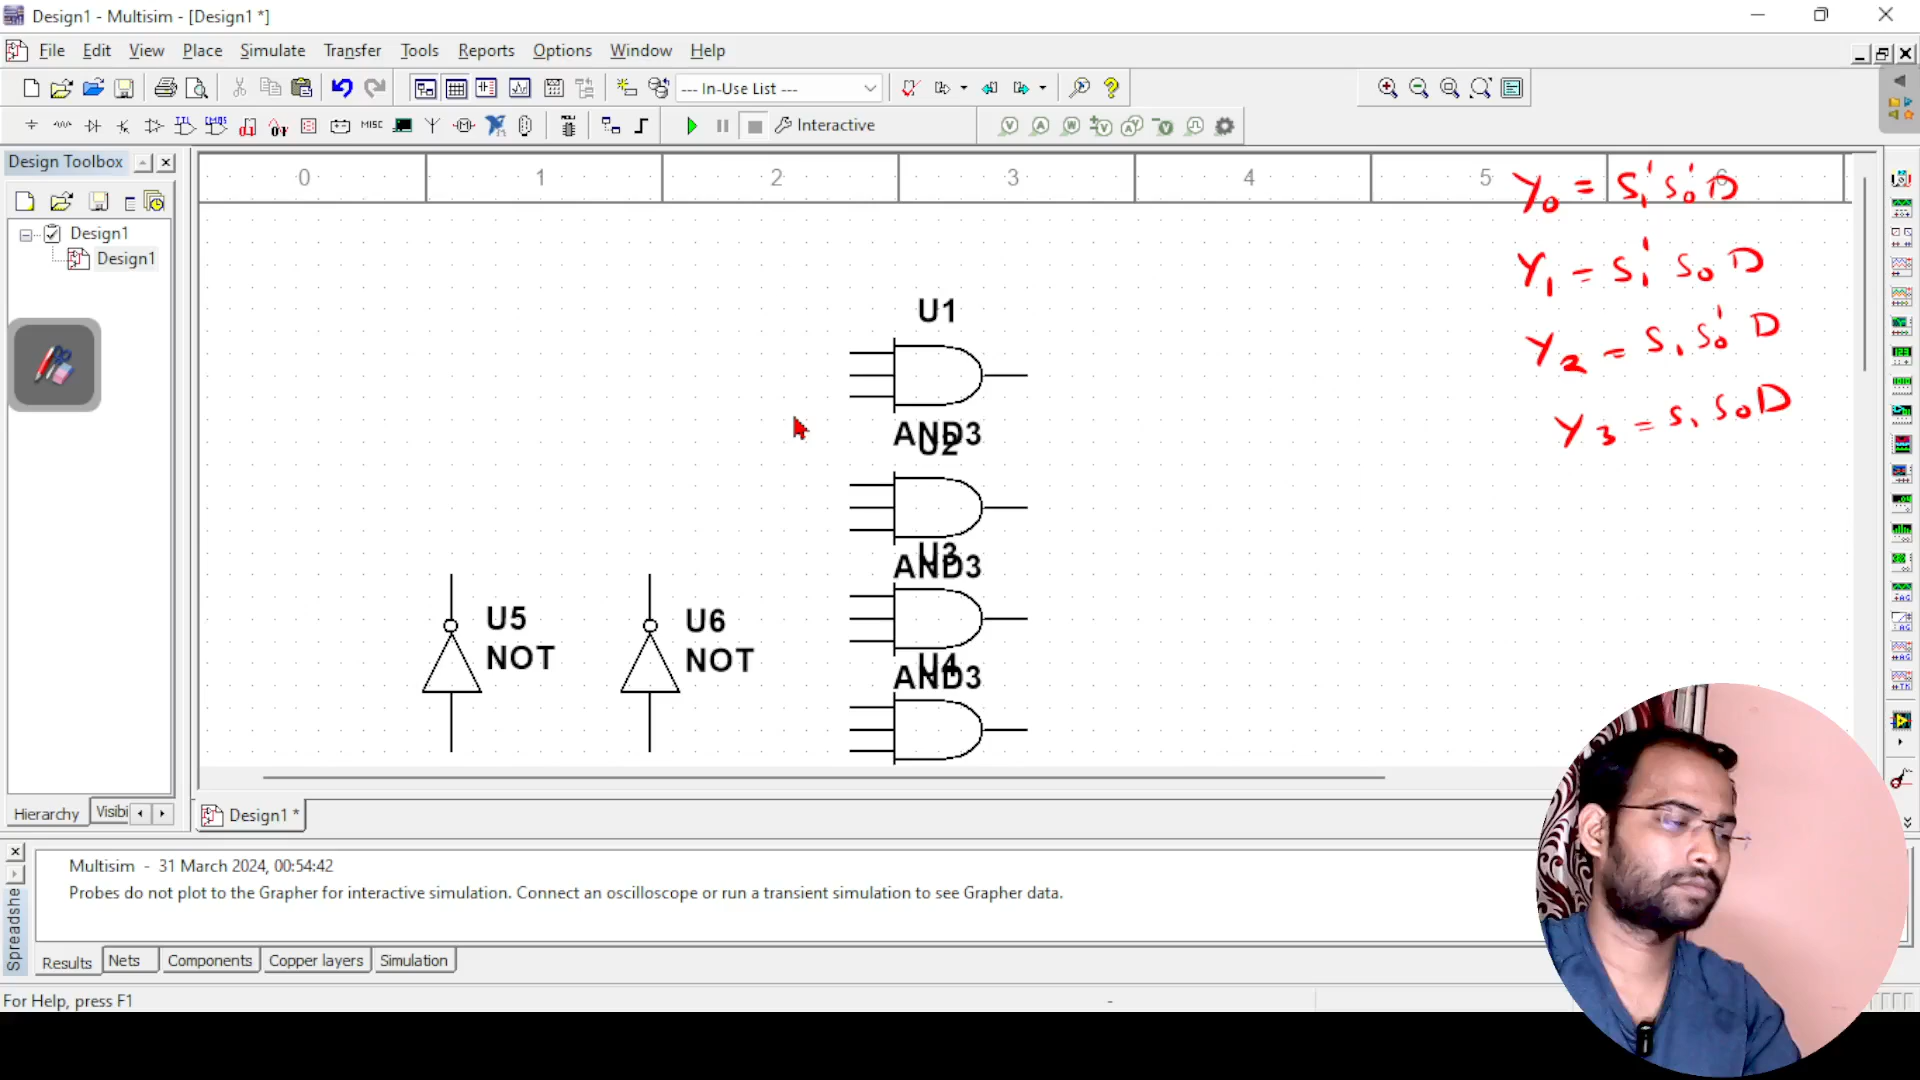 Design1 - Multisim - [Design1 *]
File Edit View Place Simulate Transfer Tools Reports Options Window Help
--- In-Use List ---
MISC Interactive
Design Toolbox
0 1 2 3 4 5 6
Y0 = S1' S0' D
Y1 = S1' S0 D
Y2 = S1 S0' D
Y3 = S1 S0 D
Design1
Design1
U1
AND3
U2
AND3
U3
AND3
U4
U5
NOT
U6
NOT
Hierarchy Visibi
Design1 *
Multisim - 31 March 2024, 00:54:42
Probes do not plot to the Grapher for interactive simulation. Connect an oscilloscope or run a transient simulation to see Grapher data.
Spreadshe
Results Nets Components Copper layers Simulation
For Help, press F1